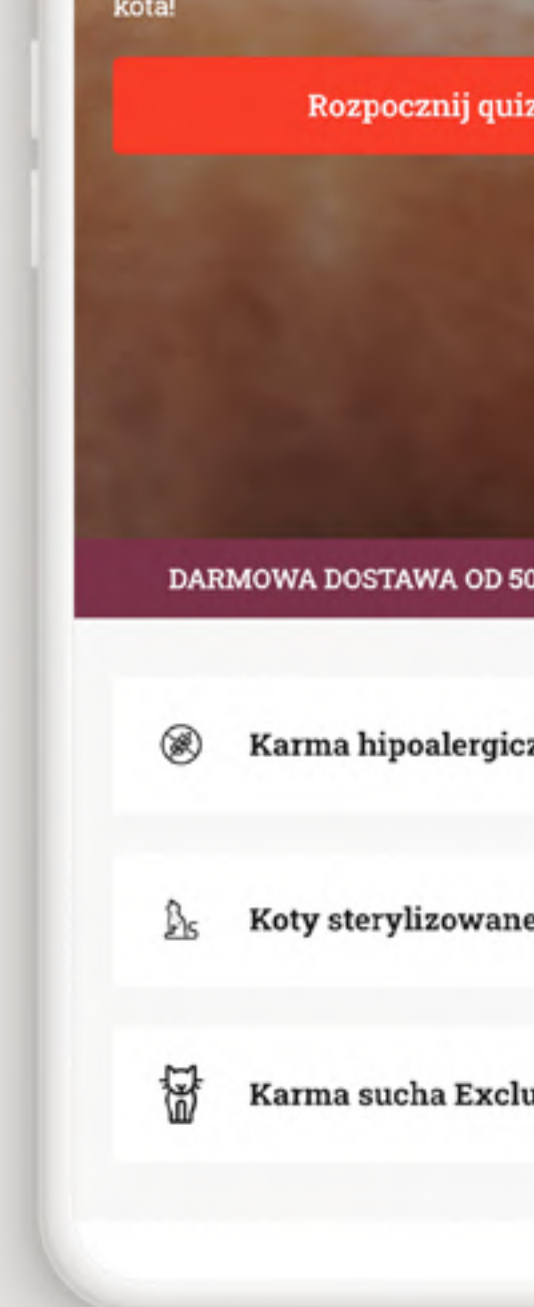 kota!
Rozpocznij quiz
DARMOWA DOSTAWA OD 50
Karma hipoalergicz
Koty sterylizowane
Karma sucha Exclu